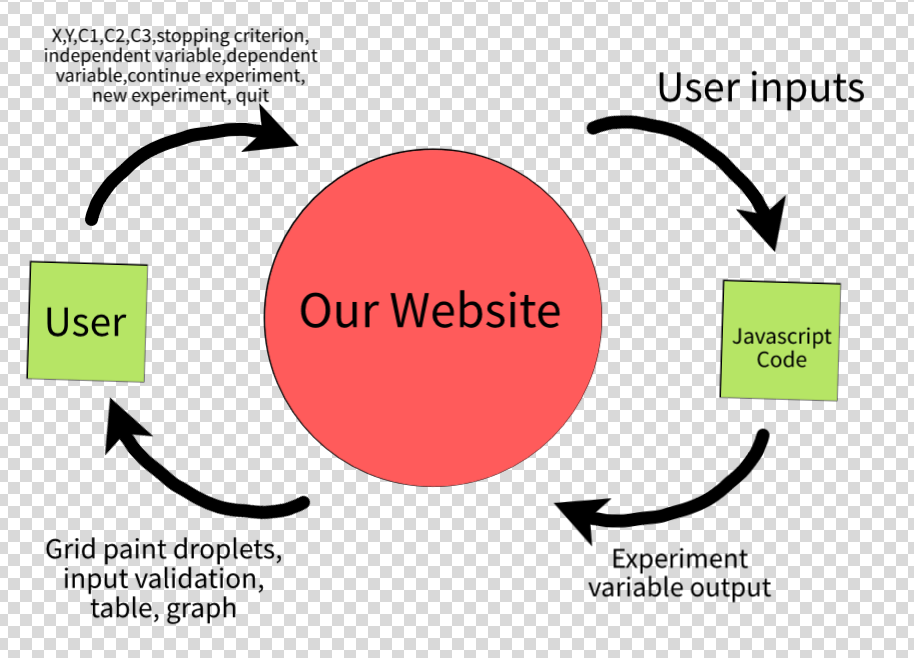 X,Y,C1,C2,C3,stopping criterion,
independent variable,dependent
variable,continue experiment,
new experiment, quit
User inputs
Our Website
User
Javascript
Code
Grid paint droplets,
input validation,
table, graph
Experiment
variable output